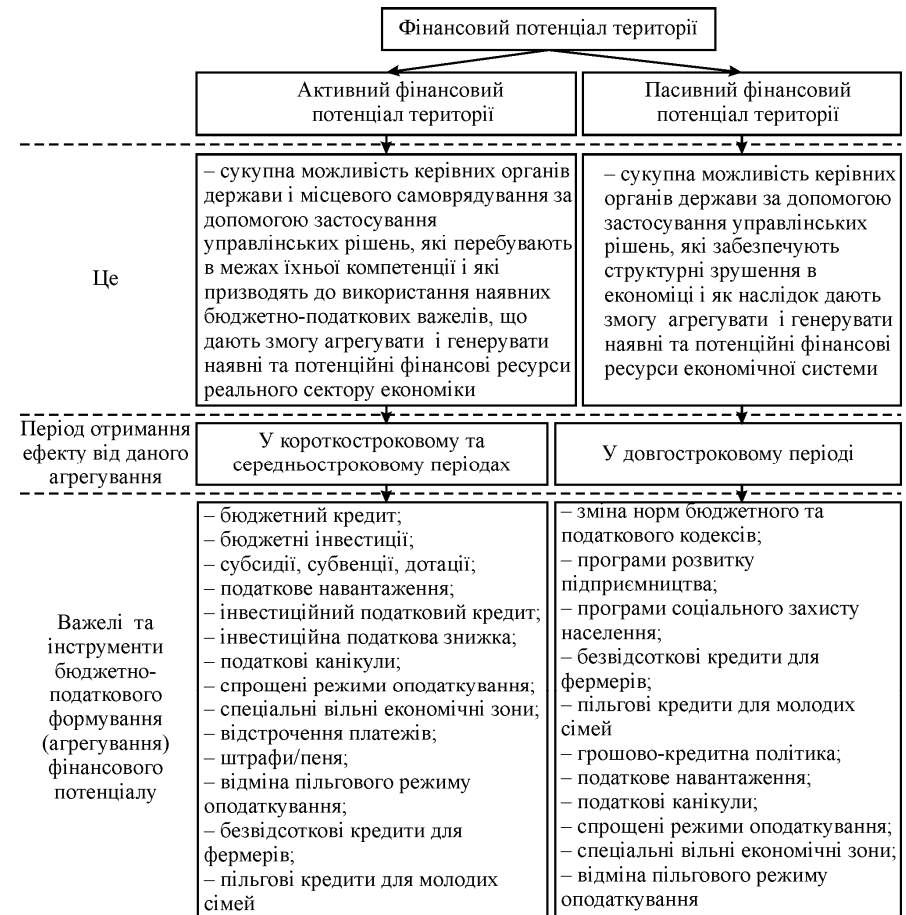 Фінансовий потенціал території
Активний фінансовий
потенціал території
Пасивний фінансовий
потенціал території
Це
– сукупна можливість керівних органів
держави і місцевого самоврядування за
допомогою застосування
управлінських рішень, які перебувають
в межах їхньої компетенції і які
призводять до використання наявних
бюджетно-податкових важелів, що
дають змогу агрегувати і генерувати
наявні та потенційні фінансові ресурси
реального сектору економіки
– сукупна можливість керівних
органів держави за допомогою
застосування управлінських
рішень, які забезпечують
структурні зрушення в
економіці і як наслідок дають
змогу агрегувати і генерувати
наявні та потенційні фінансові
ресурси економічної системи
Період отримання
ефекту від даного
агрегування
У короткостроковому та
середньостроковому періодах
У довгостроковому періоді
Важелі та
інструменти
бюджетно-
податкового
формування
(агрегування)
фінансового
потенціалу
– бюджетний кредит;
– бюджетні інвестиції;
– субсидії, субвенції, дотації;
– податкове навантаження;
– інвестиційний податковий кредит;
– інвестиційна податкова знижка;
– податкові канікули;
– спрощені режими оподаткування;
– спеціальні вільні економічні зони;
– відстрочення платежів;
– штрафи/пеня;
– відміна пільгового режиму
оподаткування;
– безвідсоткові кредити для
фермерів;
– пільгові кредити для молодих
сімей
– зміна норм бюджетного та
податкового кодексів;
– програми розвитку
підприємництва;
– програми соціального захисту
населення;
– безвідсоткові кредити для
фермерів;
– пільгові кредити для молодих
сімей
– грошово-кредитна політика;
– податкове навантаження;
– податкові канікули;
– спрощені режими оподаткування;
– спеціальні вільні економічні зони;
– відміна пільгового режиму
оподаткування